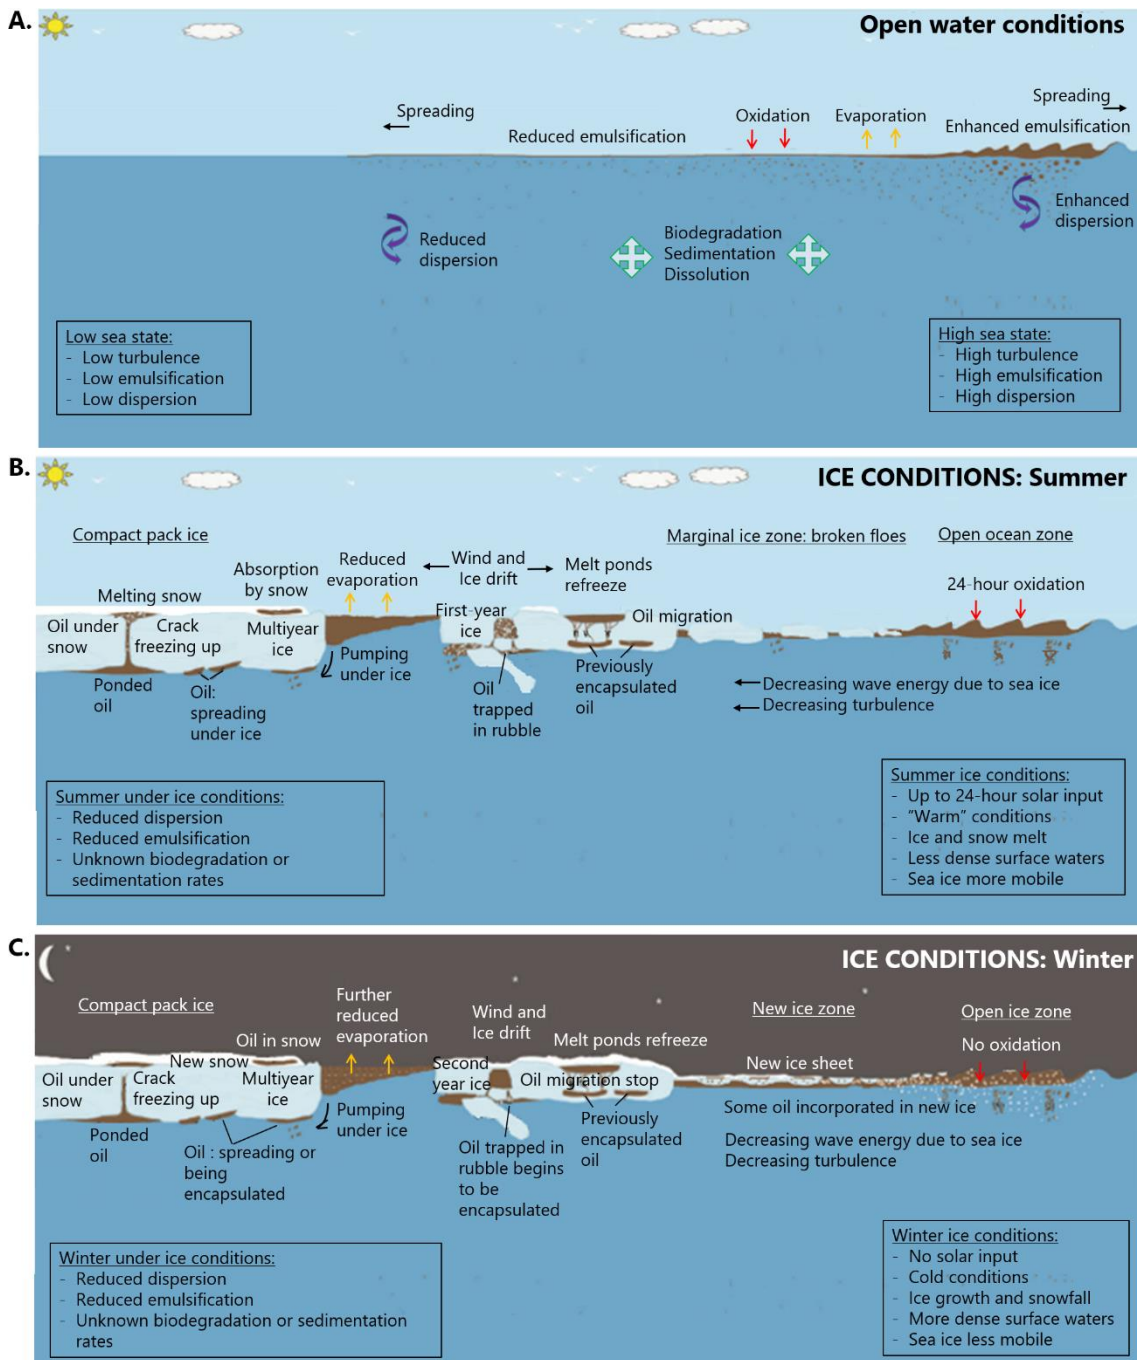 A.
Open water conditions
Spreading
Spreading
Reduced emulsification
Oxidation
Evaporation
Enhanced emulsification
Reduced
dispersion
Biodegradation
Sedimentation
Dissolution
Enhanced
dispersion
Low sea state:
- Low turbulence
- Low emulsification
- Low dispersion
High sea state:
- High turbulence
- High emulsification
- High dispersion
B.
ICE CONDITIONS: Summer
Compact pack ice
Marginal ice zone: broken floes
Open ocean zone
Melting snow
Absorption
by snow
Reduced
evaporation
Wind and
Ice drift
Melt ponds
refreeze
24-hour oxidation
Oil under
snow
Crack
freezing up
Multiyear
ice
First-year
ice
Oil migration
Ponded
oil
Oil:
spreading
under ice
Pumping
under ice
Oil
trapped
in rubble
Previously
encapsulated
oil
Decreasing wave energy due to sea ice
Decreasing turbulence
Summer under ice conditions:
- Reduced dispersion
- Reduced emulsification
- Unknown biodegradation or
sedimentation rates
Summer ice conditions:
- Up to 24-hour solar input
- "Warm" conditions
- Ice and snow melt
- Less dense surface waters
- Sea ice more mobile
C.
ICE CONDITIONS: Winter
Compact pack ice
New ice zone
Open ice zone
Further
reduced
evaporation
Wind and
Ice drift
Oil in snow
New snow
Melt ponds refreeze
No oxidation
New ice sheet
Oil under
snow
Crack
freezing up
Multiyear
ice
Second
year ice
Oil migration stop
Some oil incorporated in new ice
Ponded
oil
Oil : spreading or
being
encapsulated
Pumping
under ice
Oil trapped in
rubble begins
to be
encapsulated
Previously
encapsulated
oil
Decreasing wave energy due to sea ice
Decreasing turbulence
Winter under ice conditions:
- Reduced dispersion
- Reduced emulsification
- Unknown biodegradation or sedimentation
rates
Winter ice conditions:
- No solar input
- Cold conditions
- Ice growth and snowfall
- More dense surface waters
- Sea ice less mobile